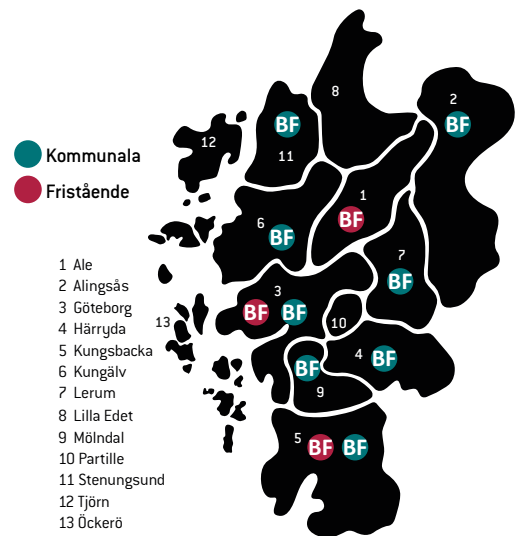 8
2
BF
BF
12
Kommunala
11
1
Fristående
6
BF
BF
7
1 Ale
3
BF
2 Alingsås
3 Göteborg
13
BF
BF
10
4 Härryda
4
BF
5 Kungsbacka
BF
6 Kungälv
7 Lerum
9
8 Lilla Edet
9 Mölndal
5
BF
BF
10 Partille
11 Stenungsund
12 Tjörn
13 Öckerö